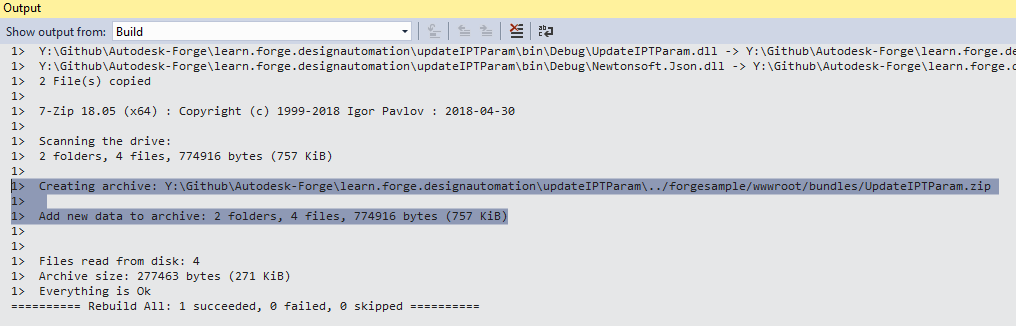 Output
Show output from: Build
1> Y:\Github\Autodesk-Forge\learn.forge.designautomation\updateIPTParam\bin\Debug\UpdateIPTParam.dll -> Y:\Github\Autodesk-Forge\learn.forge.de
1> Y:\Github\Autodesk-Forge\learn.forge.designautomation\updateIPTParam\bin\Debug\Newtonsoft.Json.dll -> Y:\Github\Autodesk-Forge\learn.forge.d
1> 2 File(s) copied
1>
1> 7-Zip 18.05 (x64) : Copyright (c) 1999-2018 Igor Pavlov : 2018-04-30
1>
1> Scanning the drive:
1> 2 folders, 4 files, 774916 bytes (757 KiB)
1>
1> Creating archive: Y:\Github\Autodesk-Forge\learn.forge.designautomation\updateIPTParam\../forgesample/wwwroot/bundles/UpdateIPTParam.zip
1>
1> Add new data to archive: 2 folders, 4 files, 774916 bytes (757 KiB)
1>
1>
1> Files read from disk: 4
1> Archive size: 277463 bytes (271 KiB)
1> Everything is Ok
========== Rebuild All: 1 succeeded, 0 failed, 0 skipped ==========